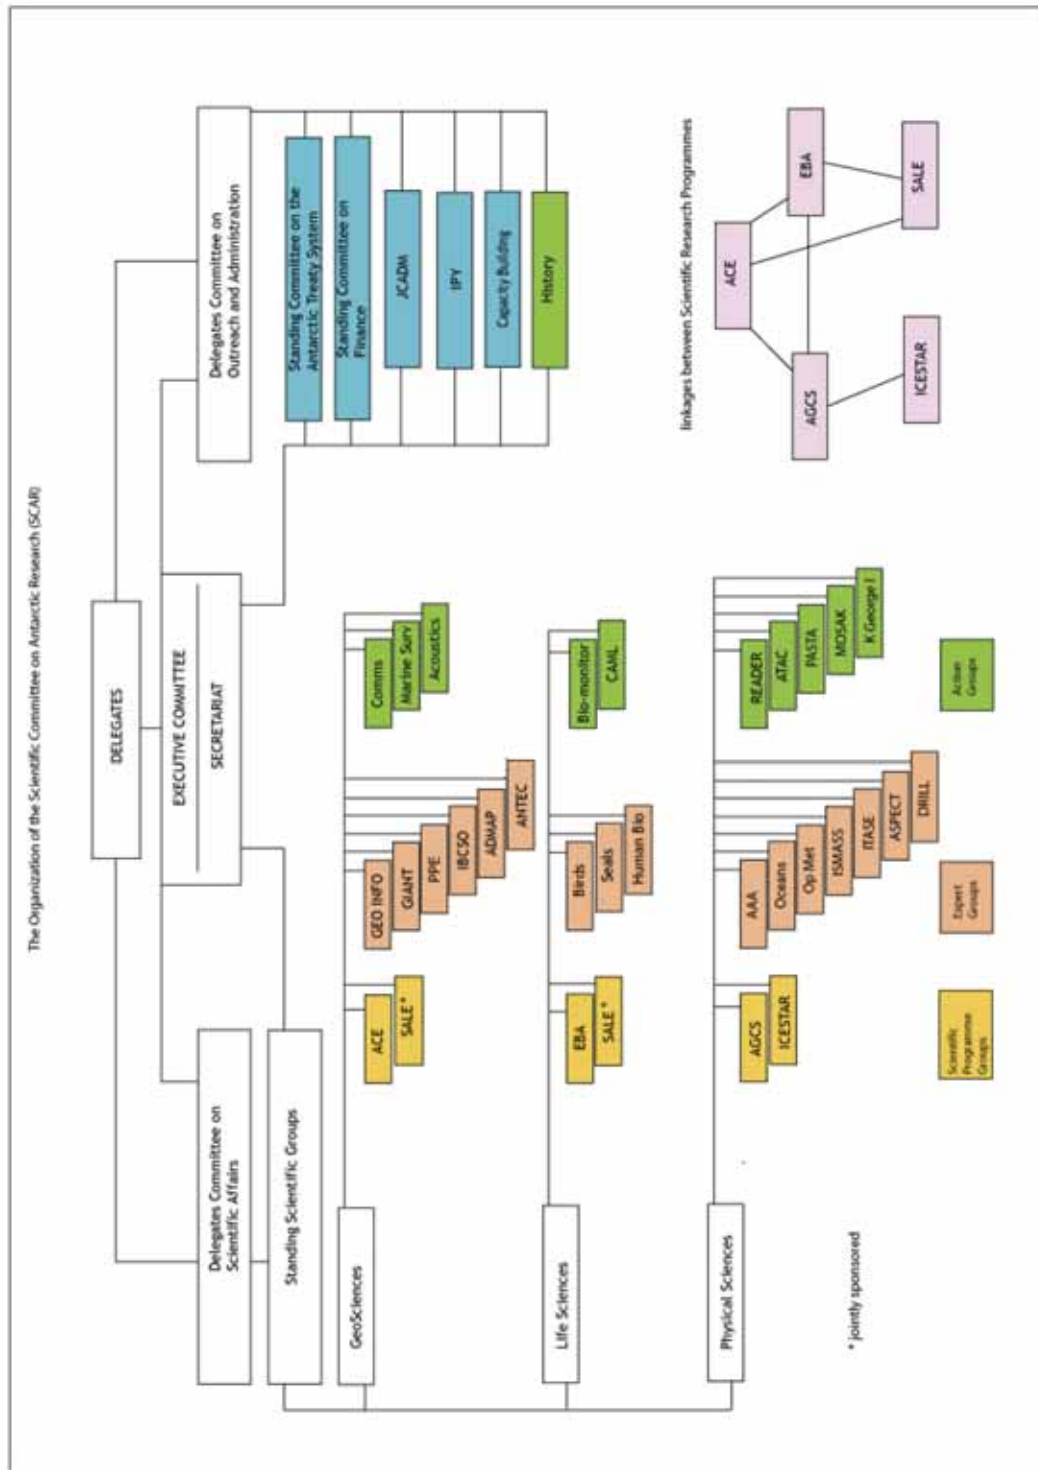 The Organization of the Scientific Committee on Antarctic Research (SCAR)
DELEGATES
EXECUTIVE COMMITTEE
SECRETARIAT
Delegates Committee on
Scientific Affairs
Standing Scientific Groups
Delegates Committee on
Outreach and Administration
Standing Committee on the
Antarctic Treaty System
Standing Committee on
Finance
JCADM
IPY
Capacity Building
History
GeoSciences
ACE
SALE *
GEO INFO
GIANT
PPE
IBCSO
ADMAP
ANTEC
Comms
Marine Surv
Acoustics
Life Sciences
EBA
SALE *
Birds
Seals
Human Bio
Bio-monitor
CAML
Physical Sciences
AGCS
ICESTAR
AAA
Oceans
Op Met
ISMASS
ITASE
ASPECT
DRILL
READER
ATAC
PASTA
MOSAK
K George I
linkages between Scientific Research Programmes
ACE
AGCS
EBA
ICESTAR
SALE
* jointly sponsored
Scientific
Programme
Groups
Expert
Groups
Action
Groups